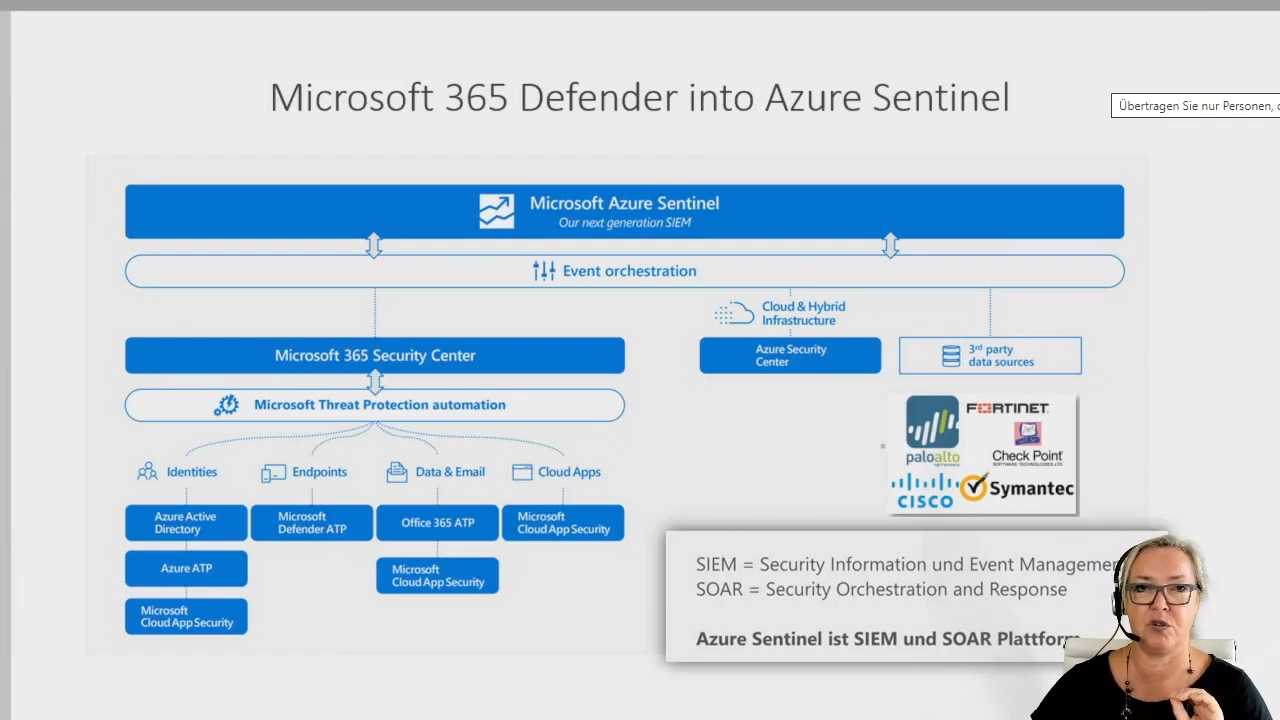 Microsoft 365 Defender into Azure Sentinel
Übertragen Sie nur Personen,
Microsoft Azure Sentinel
Our next generation SIEM
Event orchestration
Cloud & Hybrid
Infrastructure
Microsoft 365 Security Center
Azure Security
Center
3rd party
data sources
Microsoft Threat Protection automation
Identities
Endpoints
Data & Email
Cloud Apps
Azure Active
Directory
Microsoft
Defender ATP
Office 365 ATP
Microsoft
Cloud App Security
Azure ATP
Microsoft
Cloud App Security
Microsoft
Cloud App Security
paloalto
NETWORKS
FORTINET
Check Point
SOFTWARE TECHNOLOGIES LTD
CISCO
Symantec
SIEM = Security Information und Event Managemen
SOAR = Security Orchestration and Response
Azure Sentinel ist SIEM und SOAR Plattform